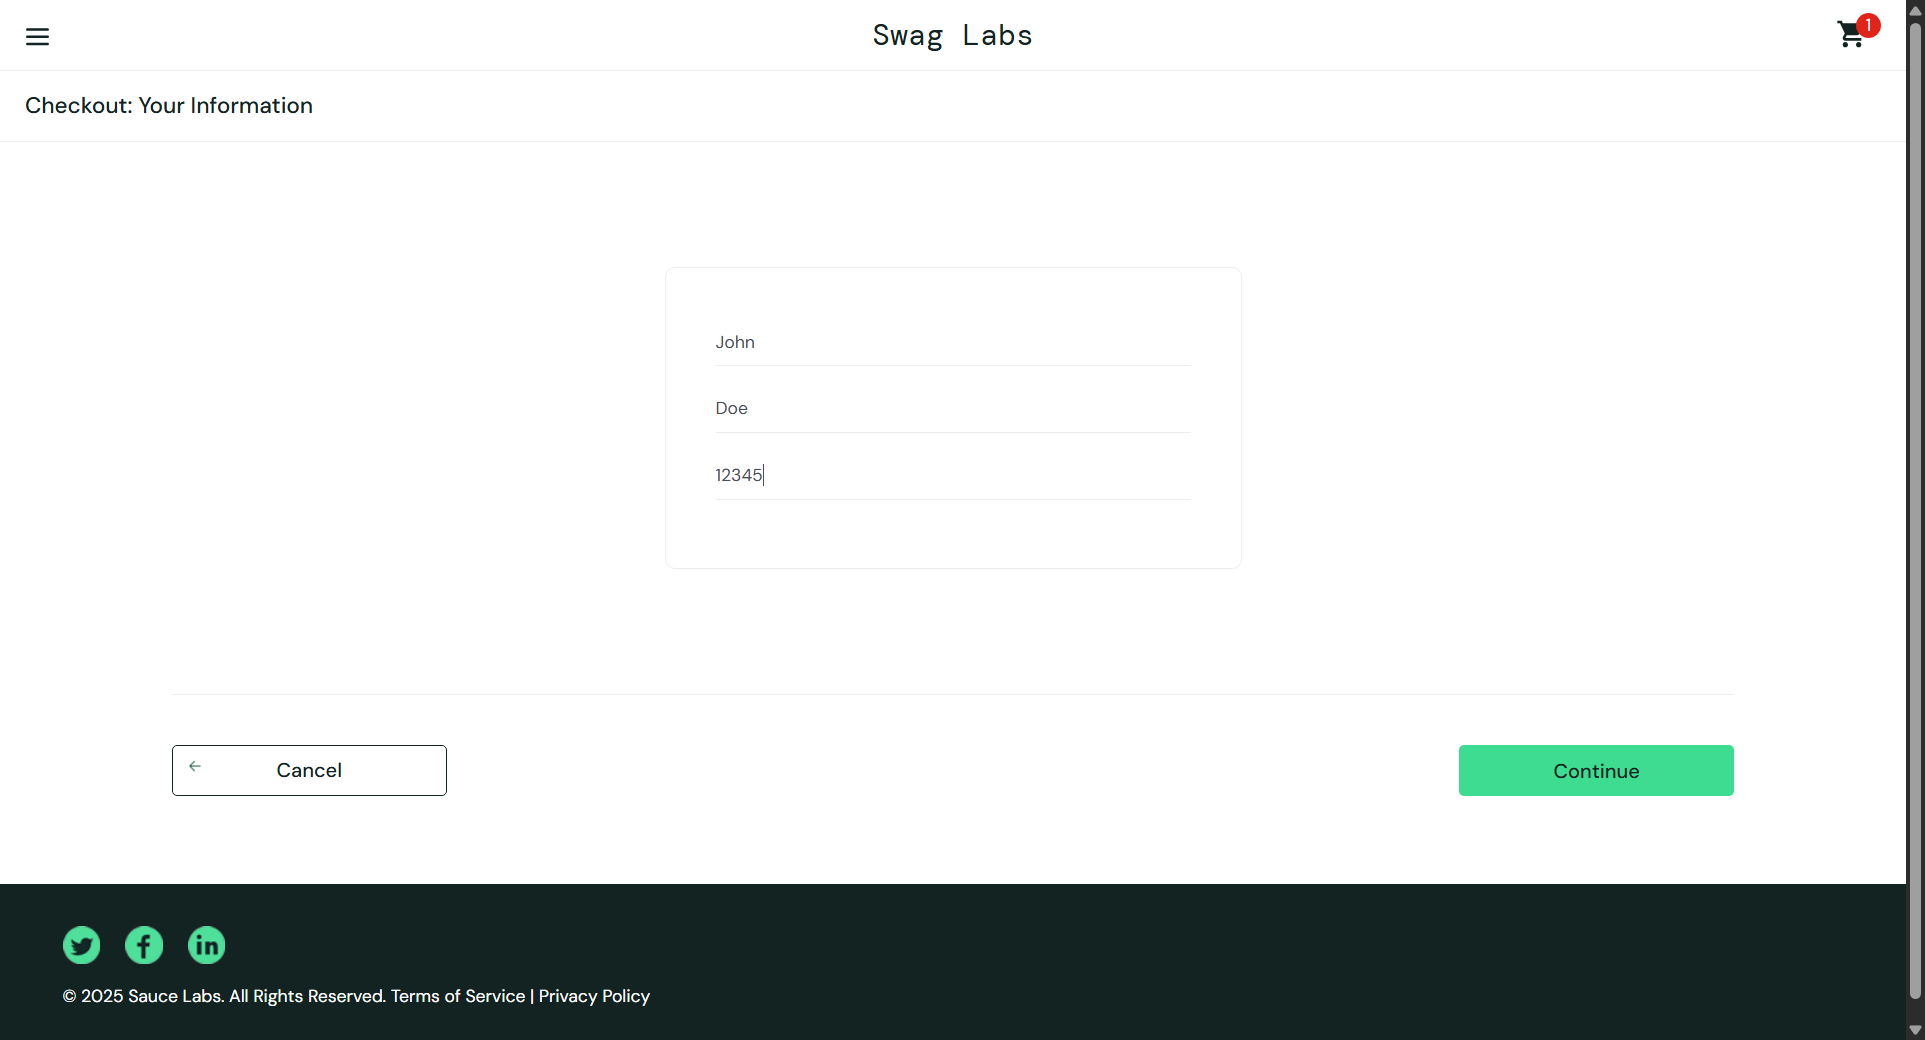 Swag Labs
1
Checkout: Your Information
John
Doe
12345
Cancel
Continue
© 2025 Sauce Labs. All Rights Reserved. Terms of Service | Privacy Policy